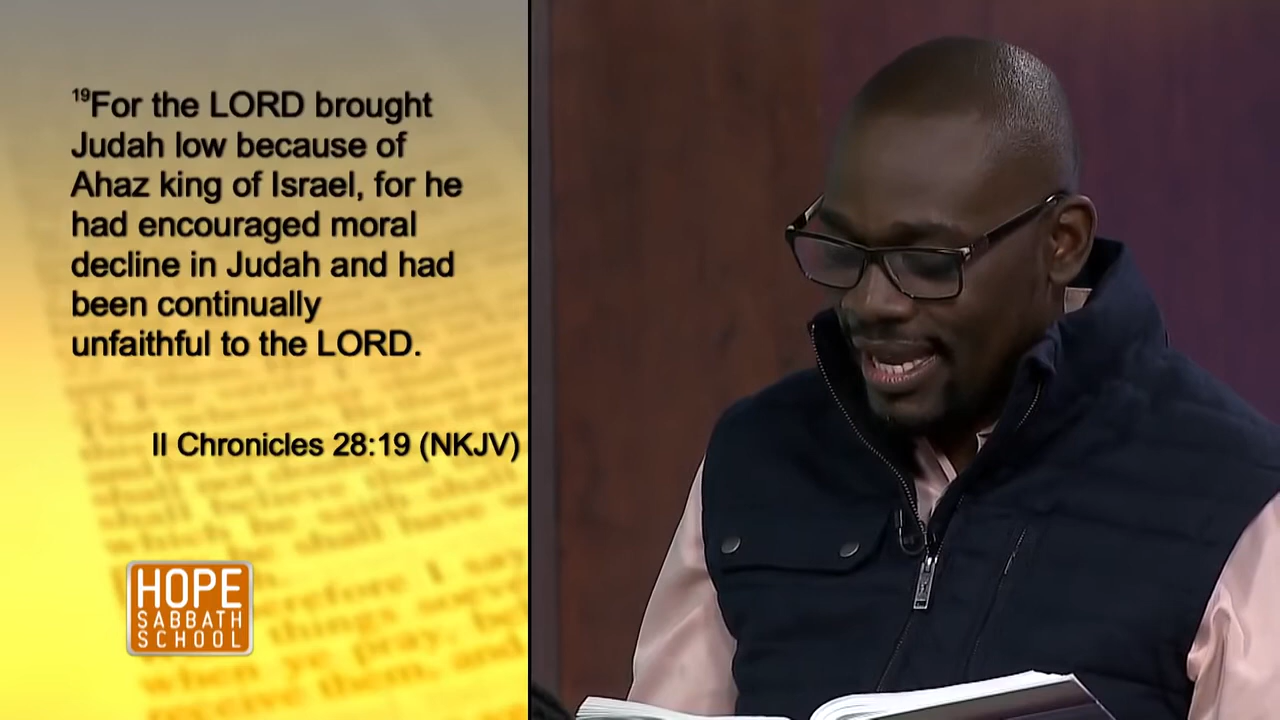 ¹⁹For the LORD brought
Judah low because of
Ahaz king of Israel, for he
had encouraged moral
decline in Judah and had
been continually
unfaithful to the LORD.
II Chronicles 28:19 (NKJV)
HOPE
SABBATH
SCHOOL